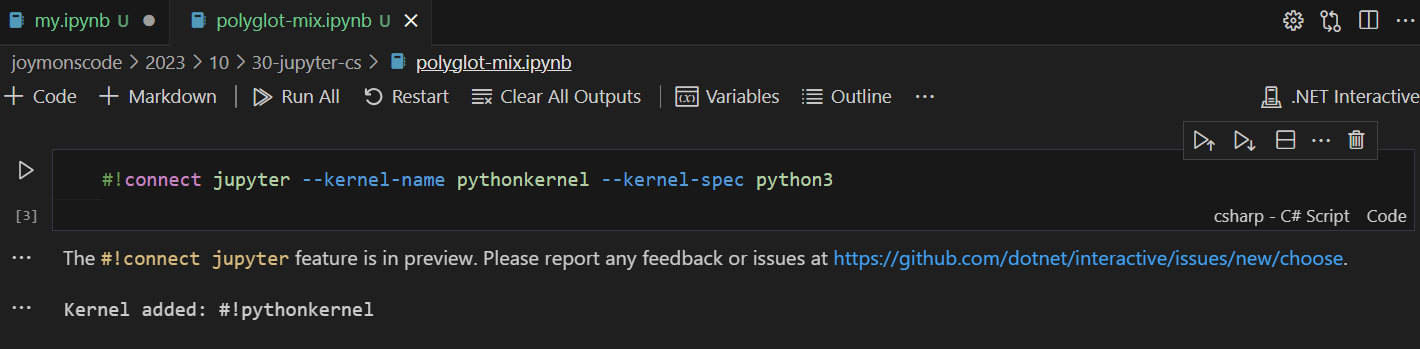 my.ipynb U polyglot-mix.ipynb U
joymonscode > 2023 > 10 > 30-jupyter-cs > polyglot-mix.ipynb
+ Code + Markdown Run All Restart Clear All Outputs Variables Outline ... .NET Interactive
#!connect jupyter --kernel-name pythonkernel --kernel-spec python3
[3]
csharp - C# Script Code
The #!connect jupyter feature is in preview. Please report any feedback or issues at https://github.com/dotnet/interactive/issues/new/choose.
Kernel added: #!pythonkernel